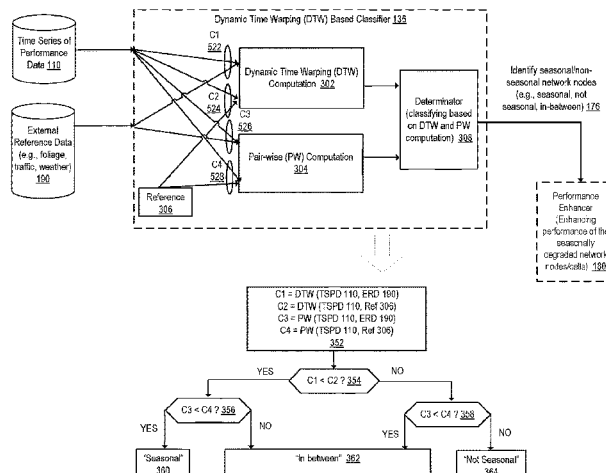 Dynamic Time Warping (DTW) Based Classifier 135
Time Series of
Performance
Data 110
C1
522
Dynamic Time Warping (DTW)
Computation
302
C2
524
C3
526
External
Reference Data
(e.g., foliage,
traffic, weather)
190
Pair-wise (PW) Computation
304
C4
528
Reference
306
Determinator
(classifying based
on DTW and PW
computation) 308
Identify seasonal/non-
seasonal network nodes
(e.g., seasonal, not
seasonal, in-between) 176
Performance
Enhancer
(Enhancing
performance of the
seasonally
degraded network
nodes/cells) 180
C1 = DTW {TSPD 110, ERD 190}
C2 = DTW {TSPD 110, Ref 306}
C3 = PW {TSPD 110, ERD 190}
C4 = PW {TSPD 110, Ref 306}
352
YES
C1 < C2 ? 354
NO
C3 < C4 ? 356
C3 < C4 ? 358
YES
NO
YES
NO
"Seasonal"
360
"In between" 362
"Not Seasonal"
364